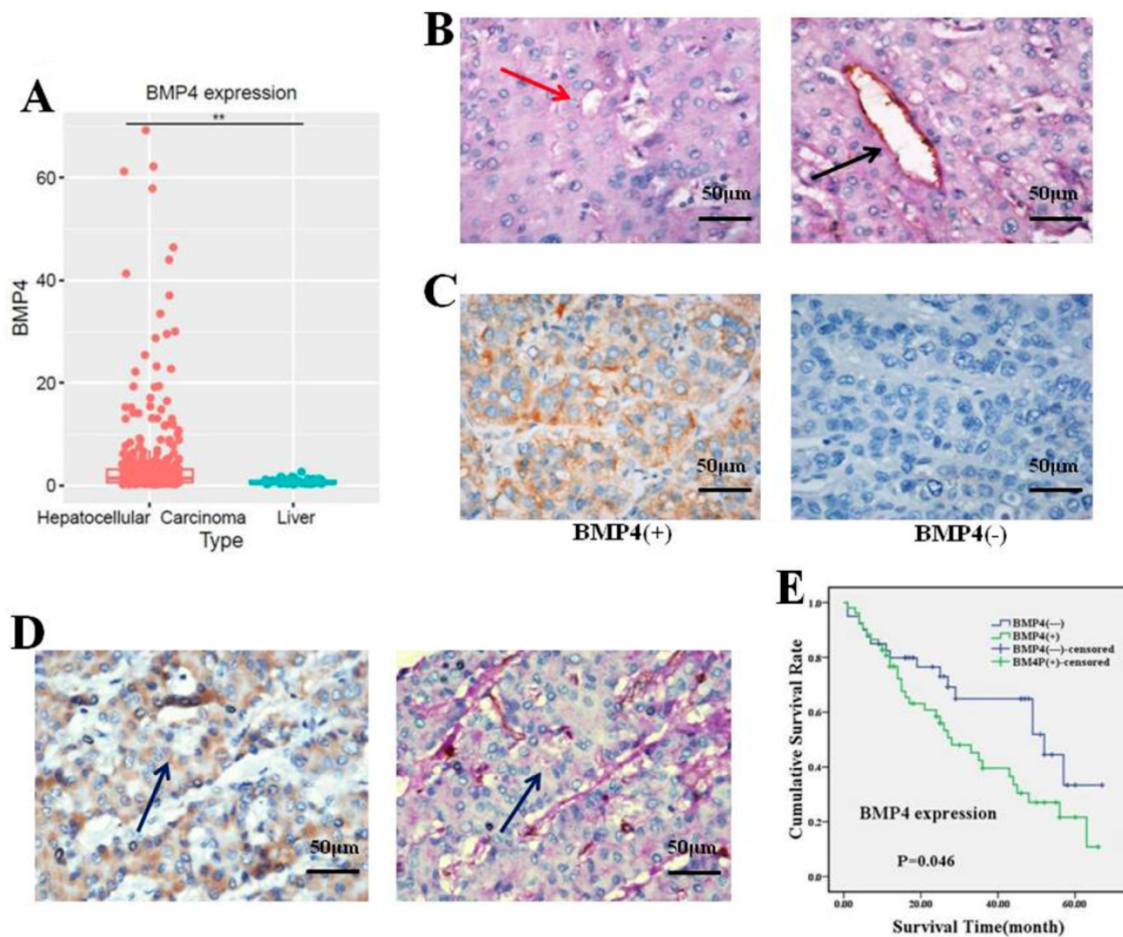 A
BMP4 expression
**
60
40
20
0
BMP4
Hepatocellular Carcinoma Liver
Type
B
50μm
50μm
C
50μm
50μm
BMP4(+)
BMP4(-)
D
50μm
50μm
E
1.0
0.8
0.6
0.4
0.2
0.0
Cumulative Survival Rate
BMP4(—)
BMP4(+)
BMP4(—)-censored
BM4P(+)-censored
BMP4 expression
P=0.046
0.00 20.00 40.00 60.00
Survival Time(month)